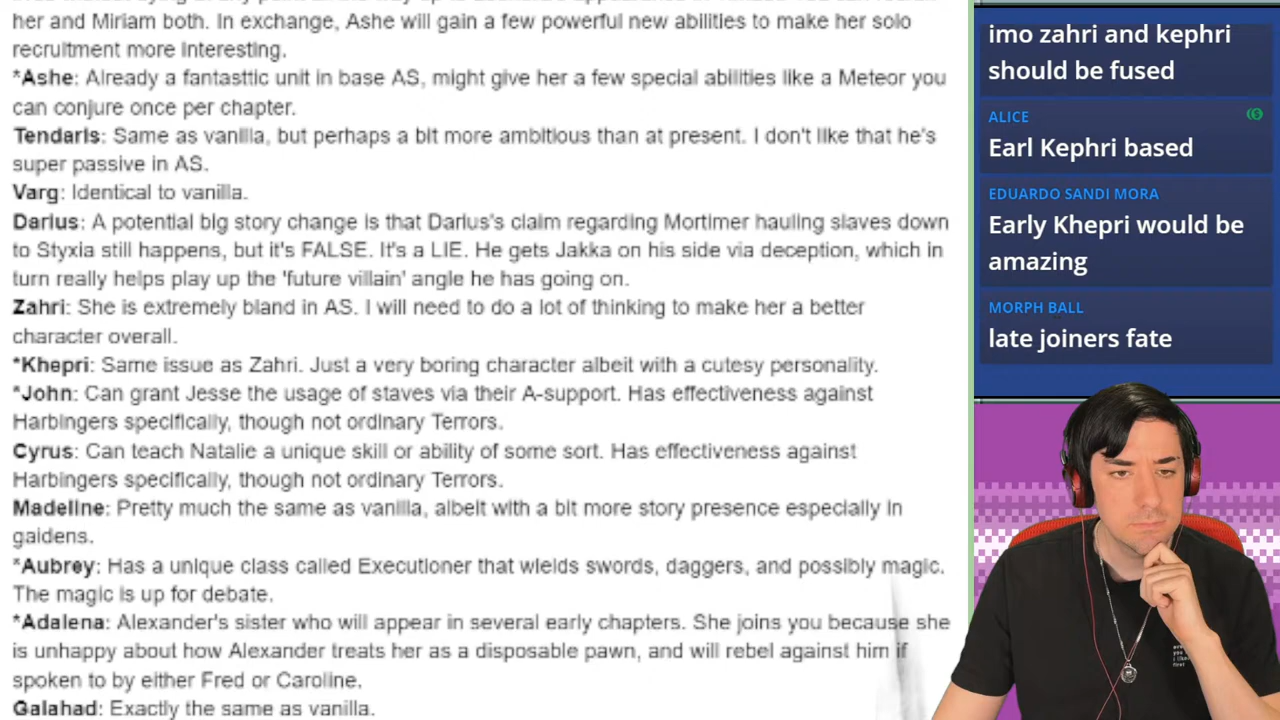 her and Miriam both. In exchange, Ashe will gain a few powerful new abilities to make her solo
recruitment more interesting.
*Ashe: Already a fantasttic unit in base AS, might give her a few special abilities like a Meteor you
can conjure once per chapter.
Tendaris: Same as vanilla, but perhaps a bit more ambitious than at present. I don't like that he's
super passive in AS.
Varg: Identical to vanilla.
Darius: A potential big story change is that Darius's claim regarding Mortimer hauling slaves down
to Styxia still happens, but it's FALSE. It's a LIE. He gets Jakka on his side via deception, which in
turn really helps play up the 'future villain' angle he has going on.
Zahri: She is extremely bland in AS. I will need to do a lot of thinking to make her a better
character overall.
*Khepri: Same issue as Zahri. Just a very boring character albeit with a cutesy personality.
*John: Can grant Jesse the usage of staves via their A-support. Has effectiveness against
Harbingers specifically, though not ordinary Terrors.
Cyrus: Can teach Natalie a unique skill or ability of some sort. Has effectiveness against
Harbingers specifically, though not ordinary Terrors.
Madeline: Pretty much the same as vanilla, albeit with a bit more story presence especially in
gaidens.
*Aubrey: Has a unique class called Executioner that wields swords, daggers, and possibly magic.
The magic is up for debate.
*Adalena: Alexander's sister who will appear in several early chapters. She joins you because she
is unhappy about how Alexander treats her as a disposable pawn, and will rebel against him if
spoken to by either Fred or Caroline.
Galahad: Exactly the same as vanilla.
imo zahri and kephri
should be fused
ALICE
Earl Kephri based
EDUARDO SANDI MORA
Early Khepri would be
amazing
MORPH BALL
late joiners fate